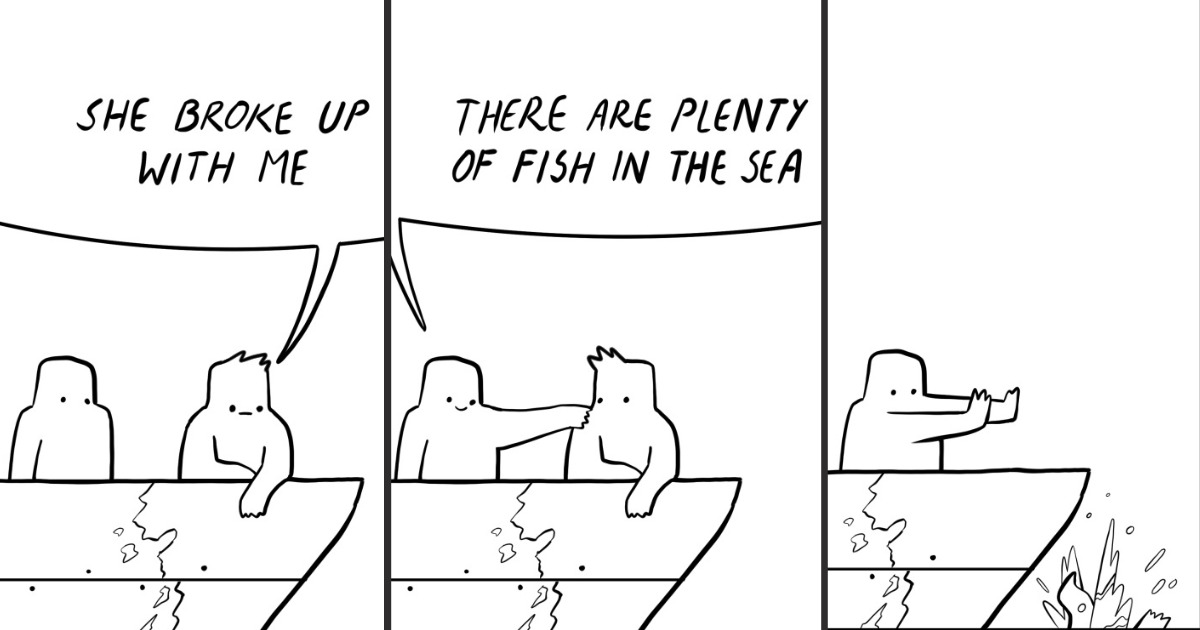 SHE BROKE UP
WITH ME
THERE ARE PLENTY
OF FISH IN THE SEA